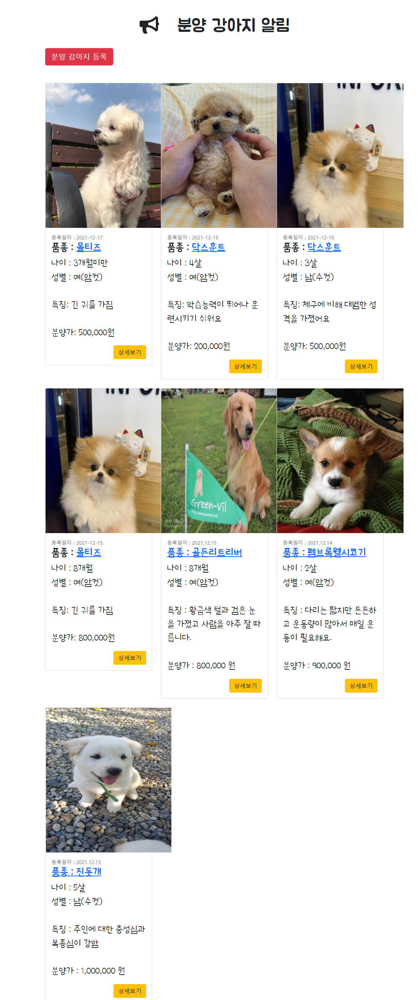 분양 강아지 알림
분양 강아지 등록
등록일자 : 2021-12-17
품종 : 몰티즈
나이 : 3개월미만
성별 : 여(암컷)
특징: 긴 귀를 가짐
분양가: 500,000원
상세보기
등록일자 : 2021-12-15
품종 : 닥스훈트
나이 : 4살
성별 : 여(암컷)
특징: 학습능력이 뛰어나 훈
련시키기 쉬워요
분양가: 200,000원
상세보기
大当り
등록일자 : 2021-12-15
품종 : 닥스훈트
나이 : 3살
성별 : 남(수컷)
특징: 체구에 비해 대범한 성
격을 가졌어요
분양가: 500,000원
상세보기
大当り
등록일자 : 2021-12-15
품종 : 몰티즈
나이 : 8개월
성별 : 여(암컷)
특징: 긴 귀를 가짐
분양가: 800,000원
상세보기
Green-Vil
등록일자 : 2021.12.15
품종 : 골든리트리버
나이 : 8개월
성별 : 여(암컷)
특징 : 황금색 털과 검은 눈
을 가졌고 사람을 아주 잘 따
릅니다.
분양가 : 800,000 원
상세보기
등록일자 : 2021.12.14
품종 : 펨브록웰시코기
나이 : 2살
성별 : 여(암컷)
특징 : 다리는 짧지만 튼튼하
고 운동량이 많아서 매일 운
동이 필요해요.
분양가 : 900,000 원
상세보기
등록일자 : 2021.12.13
품종 : 진돗개
나이 : 5살
성별 : 남(수컷)
특징 : 주인에 대한 충성심과
복종심이 강함
분양가 : 1,000,000 원
상세보기